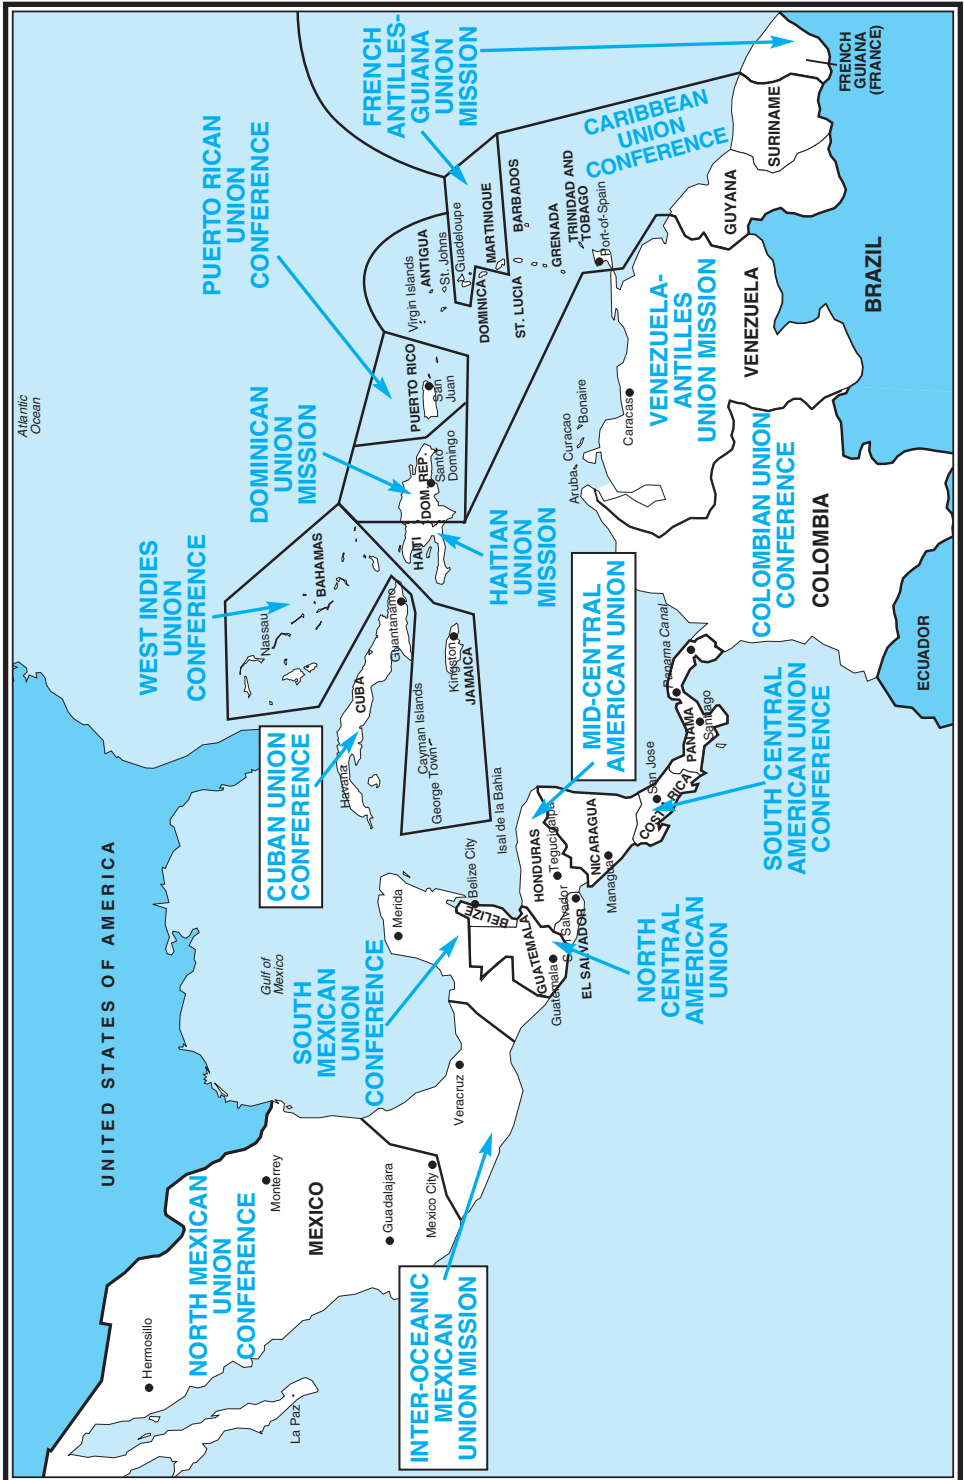 UNITED STATES OF AMERICA
Atlantic
Ocean
Gulf of
Mexico
NORTH MEXICAN
UNION
CONFERENCE
Hermosillo
La Paz
Monterrey
MEXICO
Guadalajara
Mexico City
Veracruz
INTER-OCEANIC
MEXICAN
UNION MISSION
SOUTH
MEXICAN
UNION
CONFERENCE
Merida
Belize City
BELIZE
CUBAN UNION
CONFERENCE
Havana
CUBA
Guantanamo
WEST INDIES
UNION
CONFERENCE
Nassau
BAHAMAS
Cayman Islands
George Town
Kingston
JAMAICA
Isal de la Bahia
DOMINICAN
UNION
MISSION
HAITI
DOM. REP.
Santo
Domingo
HAITIAN
UNION
MISSION
PUERTO RICAN
UNION
CONFERENCE
PUERTO RICO
San
Juan
FRENCH
ANTILLES-
GUIANA
UNION
MISSION
Virgin Islands
ANTIGUA
St. Johns
Guadeloupe
DOMINICA
MARTINIQUE
ST. LUCIA
BARBADOS
GRENADA
TRINIDAD AND
TOBAGO
Port-of-Spain
CARIBBEAN
UNION
CONFERENCE
GUATEMALA
Guatemala
HONDURAS
Tegucigalpa
San Salvador
EL SALVADOR
NICARAGUA
Managua
NORTH
CENTRAL
AMERICAN
UNION
MID-CENTRAL
AMERICAN UNION
San Jose
COSTA RICA
PANAMA
Santiago
Panama Canal
SOUTH CENTRAL
AMERICAN UNION
CONFERENCE
Aruba
Curacao
Bonaire
Caracas
VENEZUELA-
ANTILLES
UNION MISSION
VENEZUELA
COLOMBIAN UNION
CONFERENCE
COLOMBIA
ECUADOR
BRAZIL
GUYANA
SURINAME
FRENCH
GUIANA
(FRANCE)